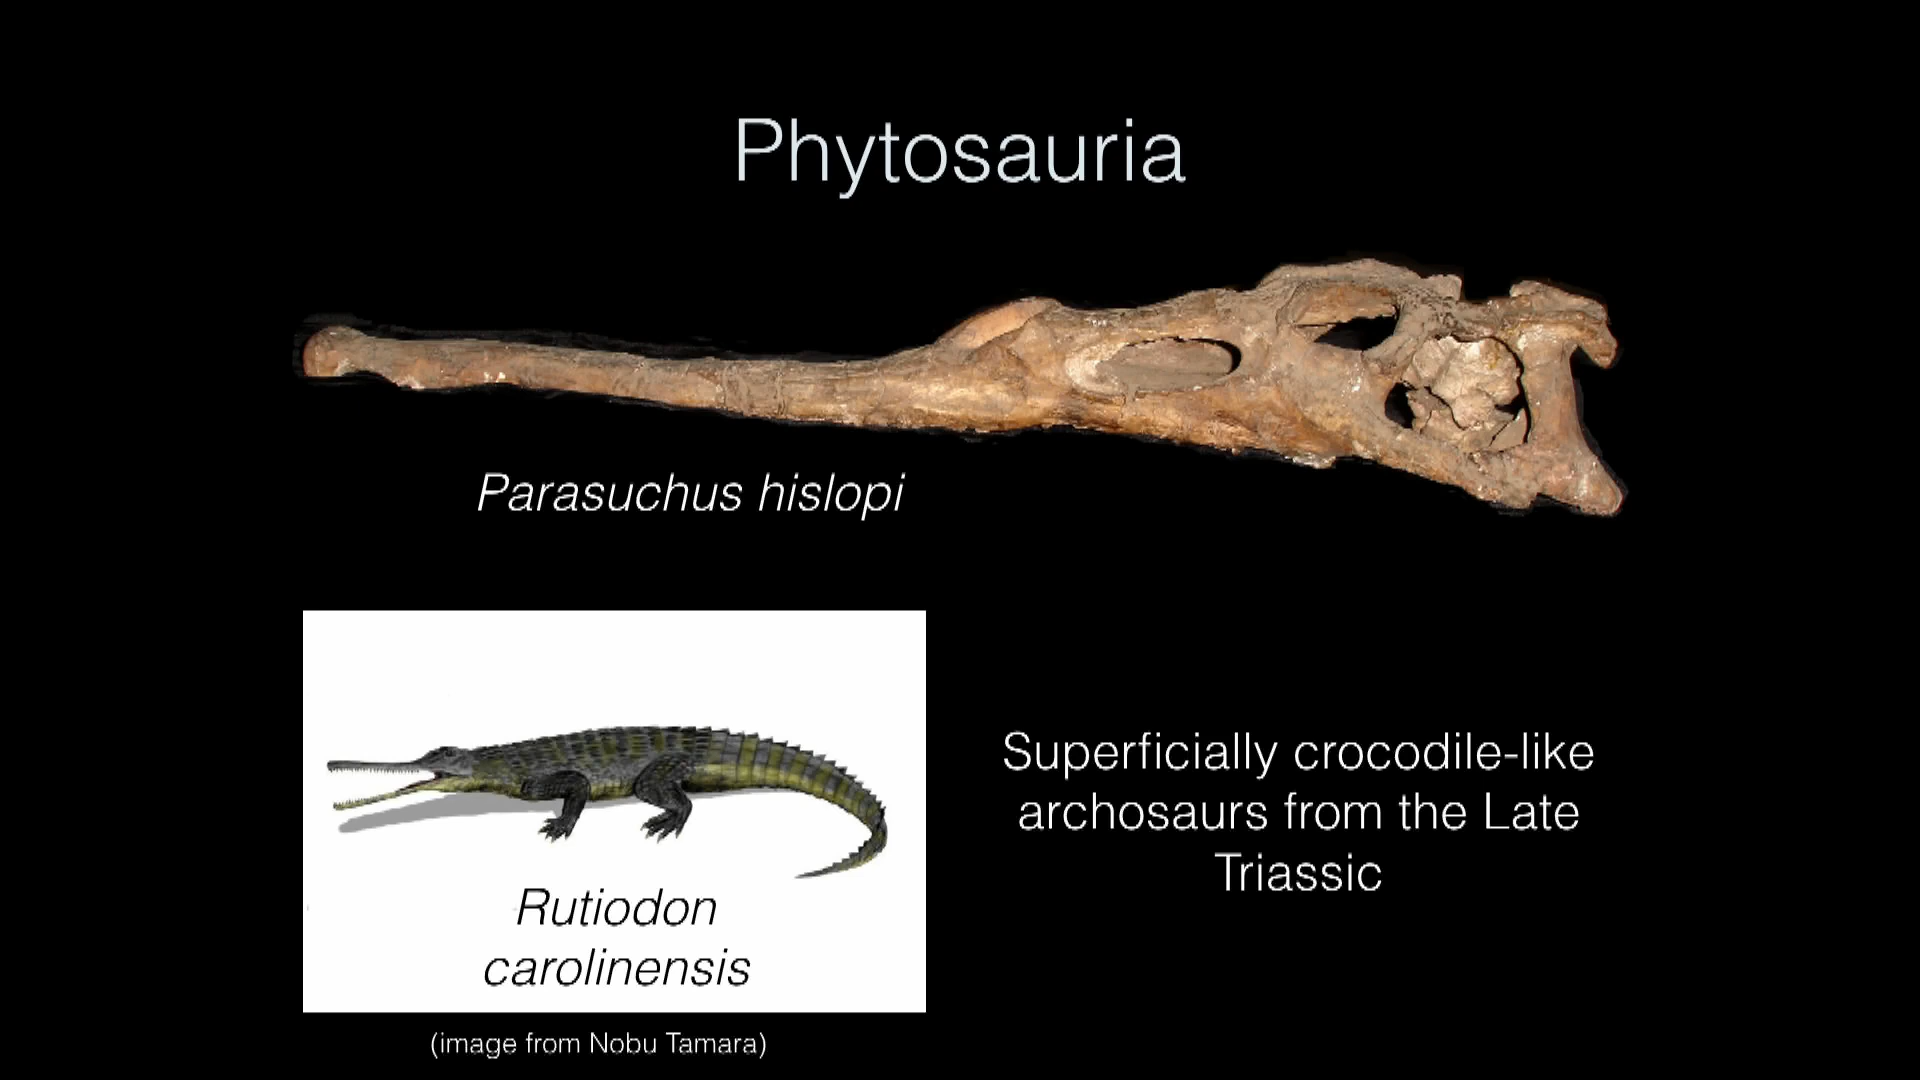 Phytosauria
Parasuchus hislopi
Rutiodon
carolinensis
(image from Nobu Tamara)
Superficially crocodile-like
archosaurs from the Late
Triassic